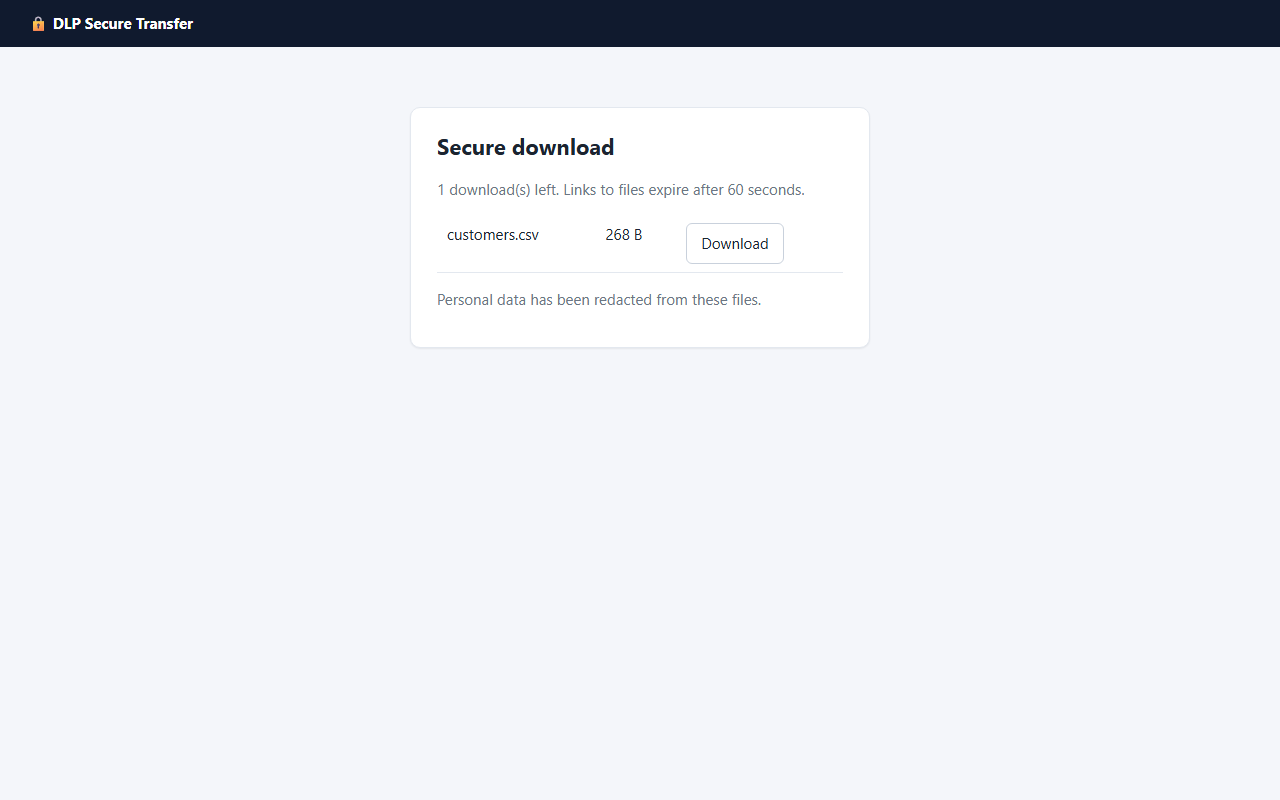 DLP Secure Transfer
Secure download
1 download(s) left. Links to files expire after 60 seconds.
customers.csv 268 B Download
Personal data has been redacted from these files.